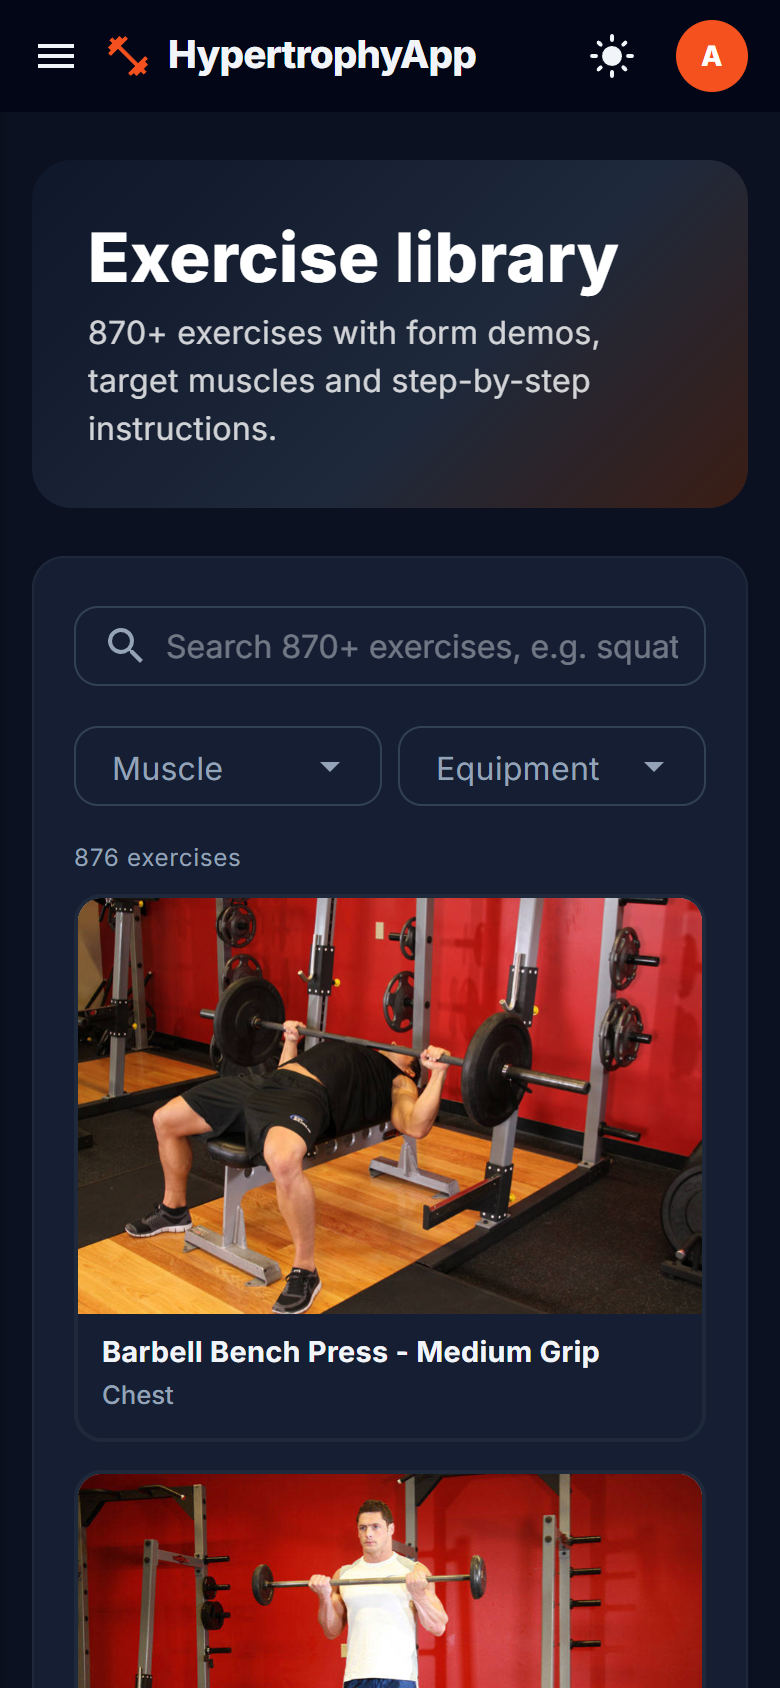 HypertrophyApp
A
Exercise library
870+ exercises with form demos,
target muscles and step-by-step
instructions.
Search 870+ exercises, e.g. squat
Muscle
Equipment
876 exercises
Barbell Bench Press - Medium Grip
Chest